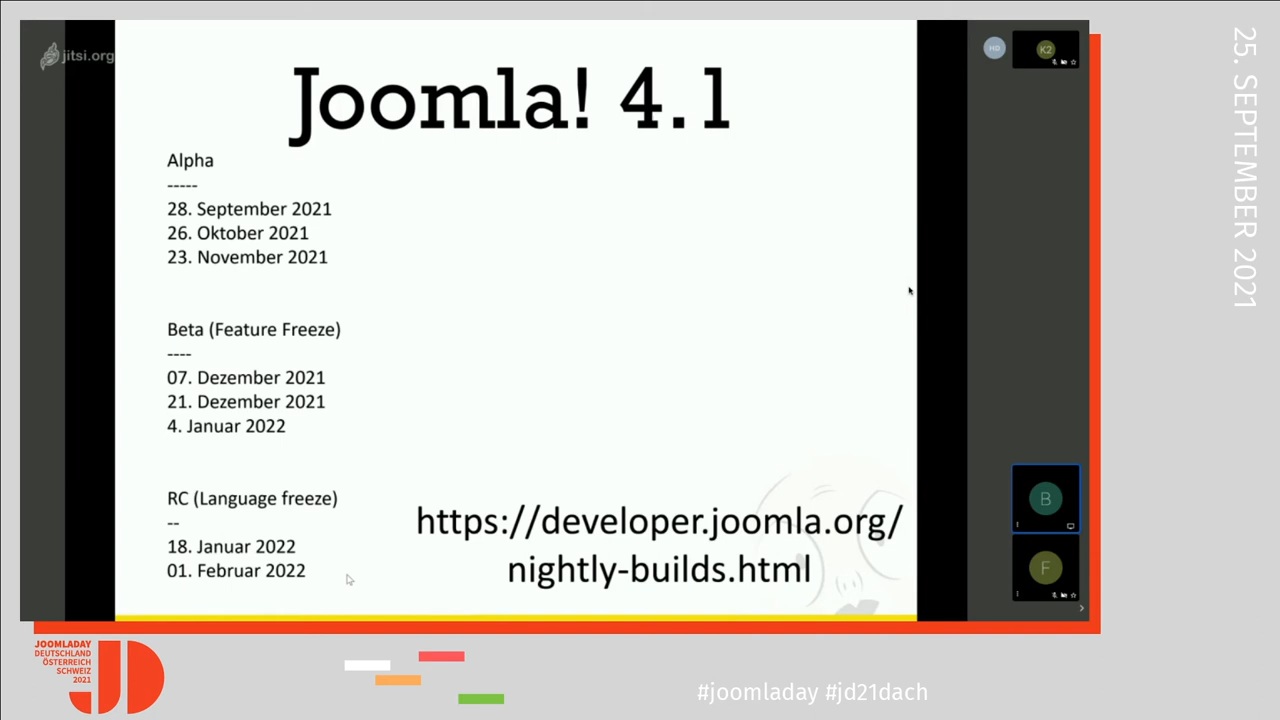 jitsi.org
Joomla! 4.1
Alpha
-----
28. September 2021
26. Oktober 2021
23. November 2021
Beta (Feature Freeze)
----
07. Dezember 2021
21. Dezember 2021
4. Januar 2022
RC (Language freeze)
--
18. Januar 2022
01. Februar 2022
https://developer.joomla.org/
nightly-builds.html
HD
K2
B
F
25. SEPTEMBER 2021
JOOMLADAY
DEUTSCHLAND
ÖSTERREICH
SCHWEIZ
2021
JD
#joomladay #jd21dach